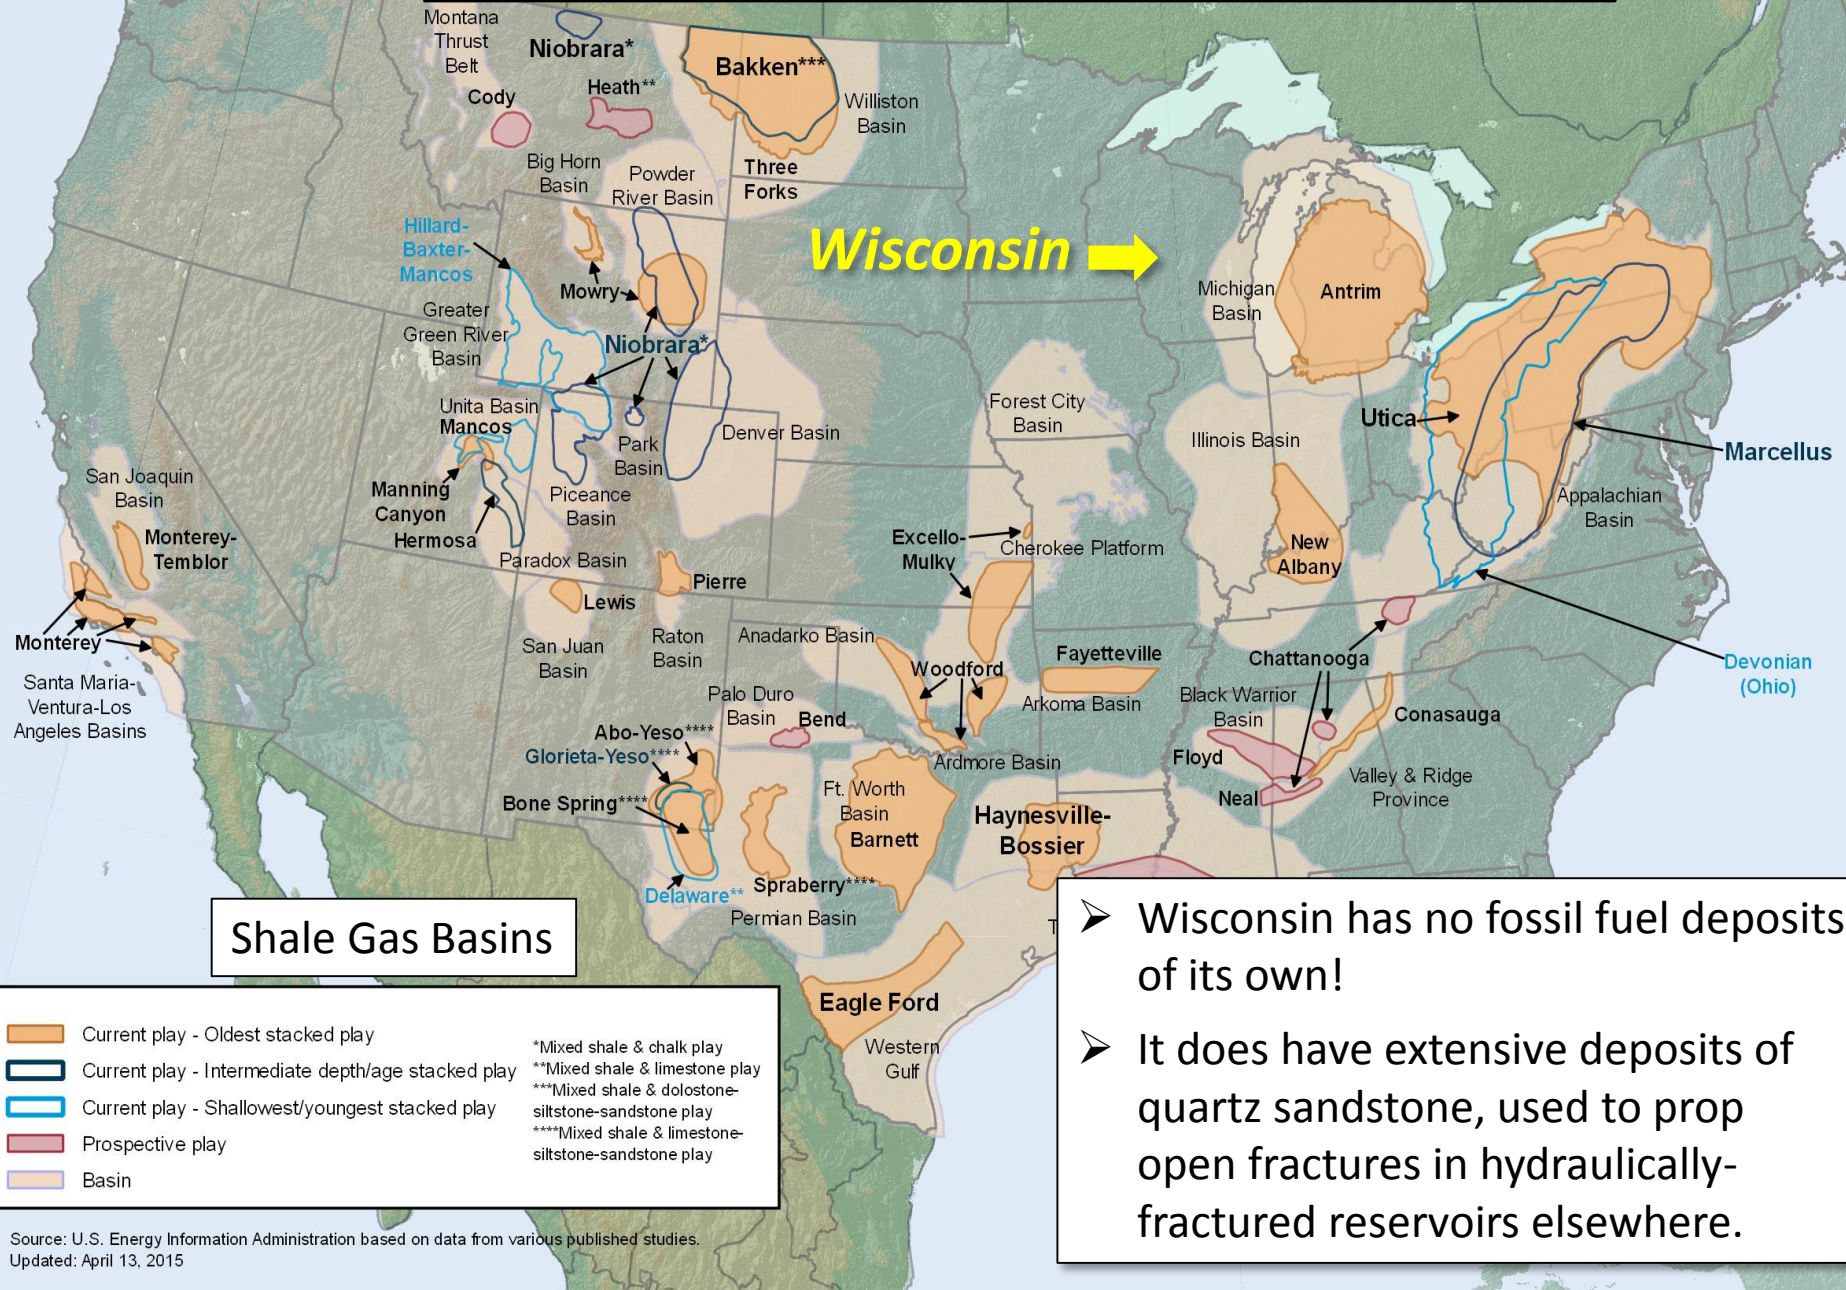 Montana
Thrust
Belt
Niobrara*
Bakken***
Heath**
Cody
Williston
Basin
Big Horn
Basin
Powder
River Basin
Three
Forks
Hillard-
Baxter-
Mancos
Wisconsin
Mowry
Michigan
Basin
Antrim
Greater
Green River
Basin
Niobrara*
Unita Basin
Mancos
Park
Basin
Denver Basin
Forest City
Basin
Illinois Basin
Utica
Marcellus
San Joaquin
Basin
Manning
Canyon
Hermosa
Piceance
Basin
Appalachian
Basin
Monterey-
Temblor
Paradox Basin
Excello-
Mulky
Cherokee Platform
New
Albany
Pierre
Lewis
Monterey
San Juan
Basin
Raton
Basin
Anadarko Basin
Woodford
Fayetteville
Chattanooga
Devonian
(Ohio)
Santa Maria-
Ventura-Los
Angeles Basins
Palo Duro
Basin
Bend
Arkoma Basin
Black Warrior
Basin
Conasauga
Abo-Yeso****
Glorieta-Yeso****
Ardmore Basin
Floyd
Bone Spring****
Ft. Worth
Basin
Barnett
Haynesville-
Bossier
Neal
Valley & Ridge
Province
Delaware**
Spraberry****
Permian Basin
T
Eagle Ford
Western
Gulf
Shale Gas Basins
Current play - Oldest stacked play
Current play - Intermediate depth/age stacked play
Current play - Shallowest/youngest stacked play
Prospective play
Basin
*Mixed shale & chalk play
**Mixed shale & limestone play
***Mixed shale & dolostone-
siltstone-sandstone play
****Mixed shale & limestone-
siltstone-sandstone play
Source: U.S. Energy Information Administration based on data from various published studies.
Updated: April 13, 2015
➢ Wisconsin has no fossil fuel deposits
of its own!
➢ It does have extensive deposits of
quartz sandstone, used to prop
open fractures in hydraulically-
fractured reservoirs elsewhere.